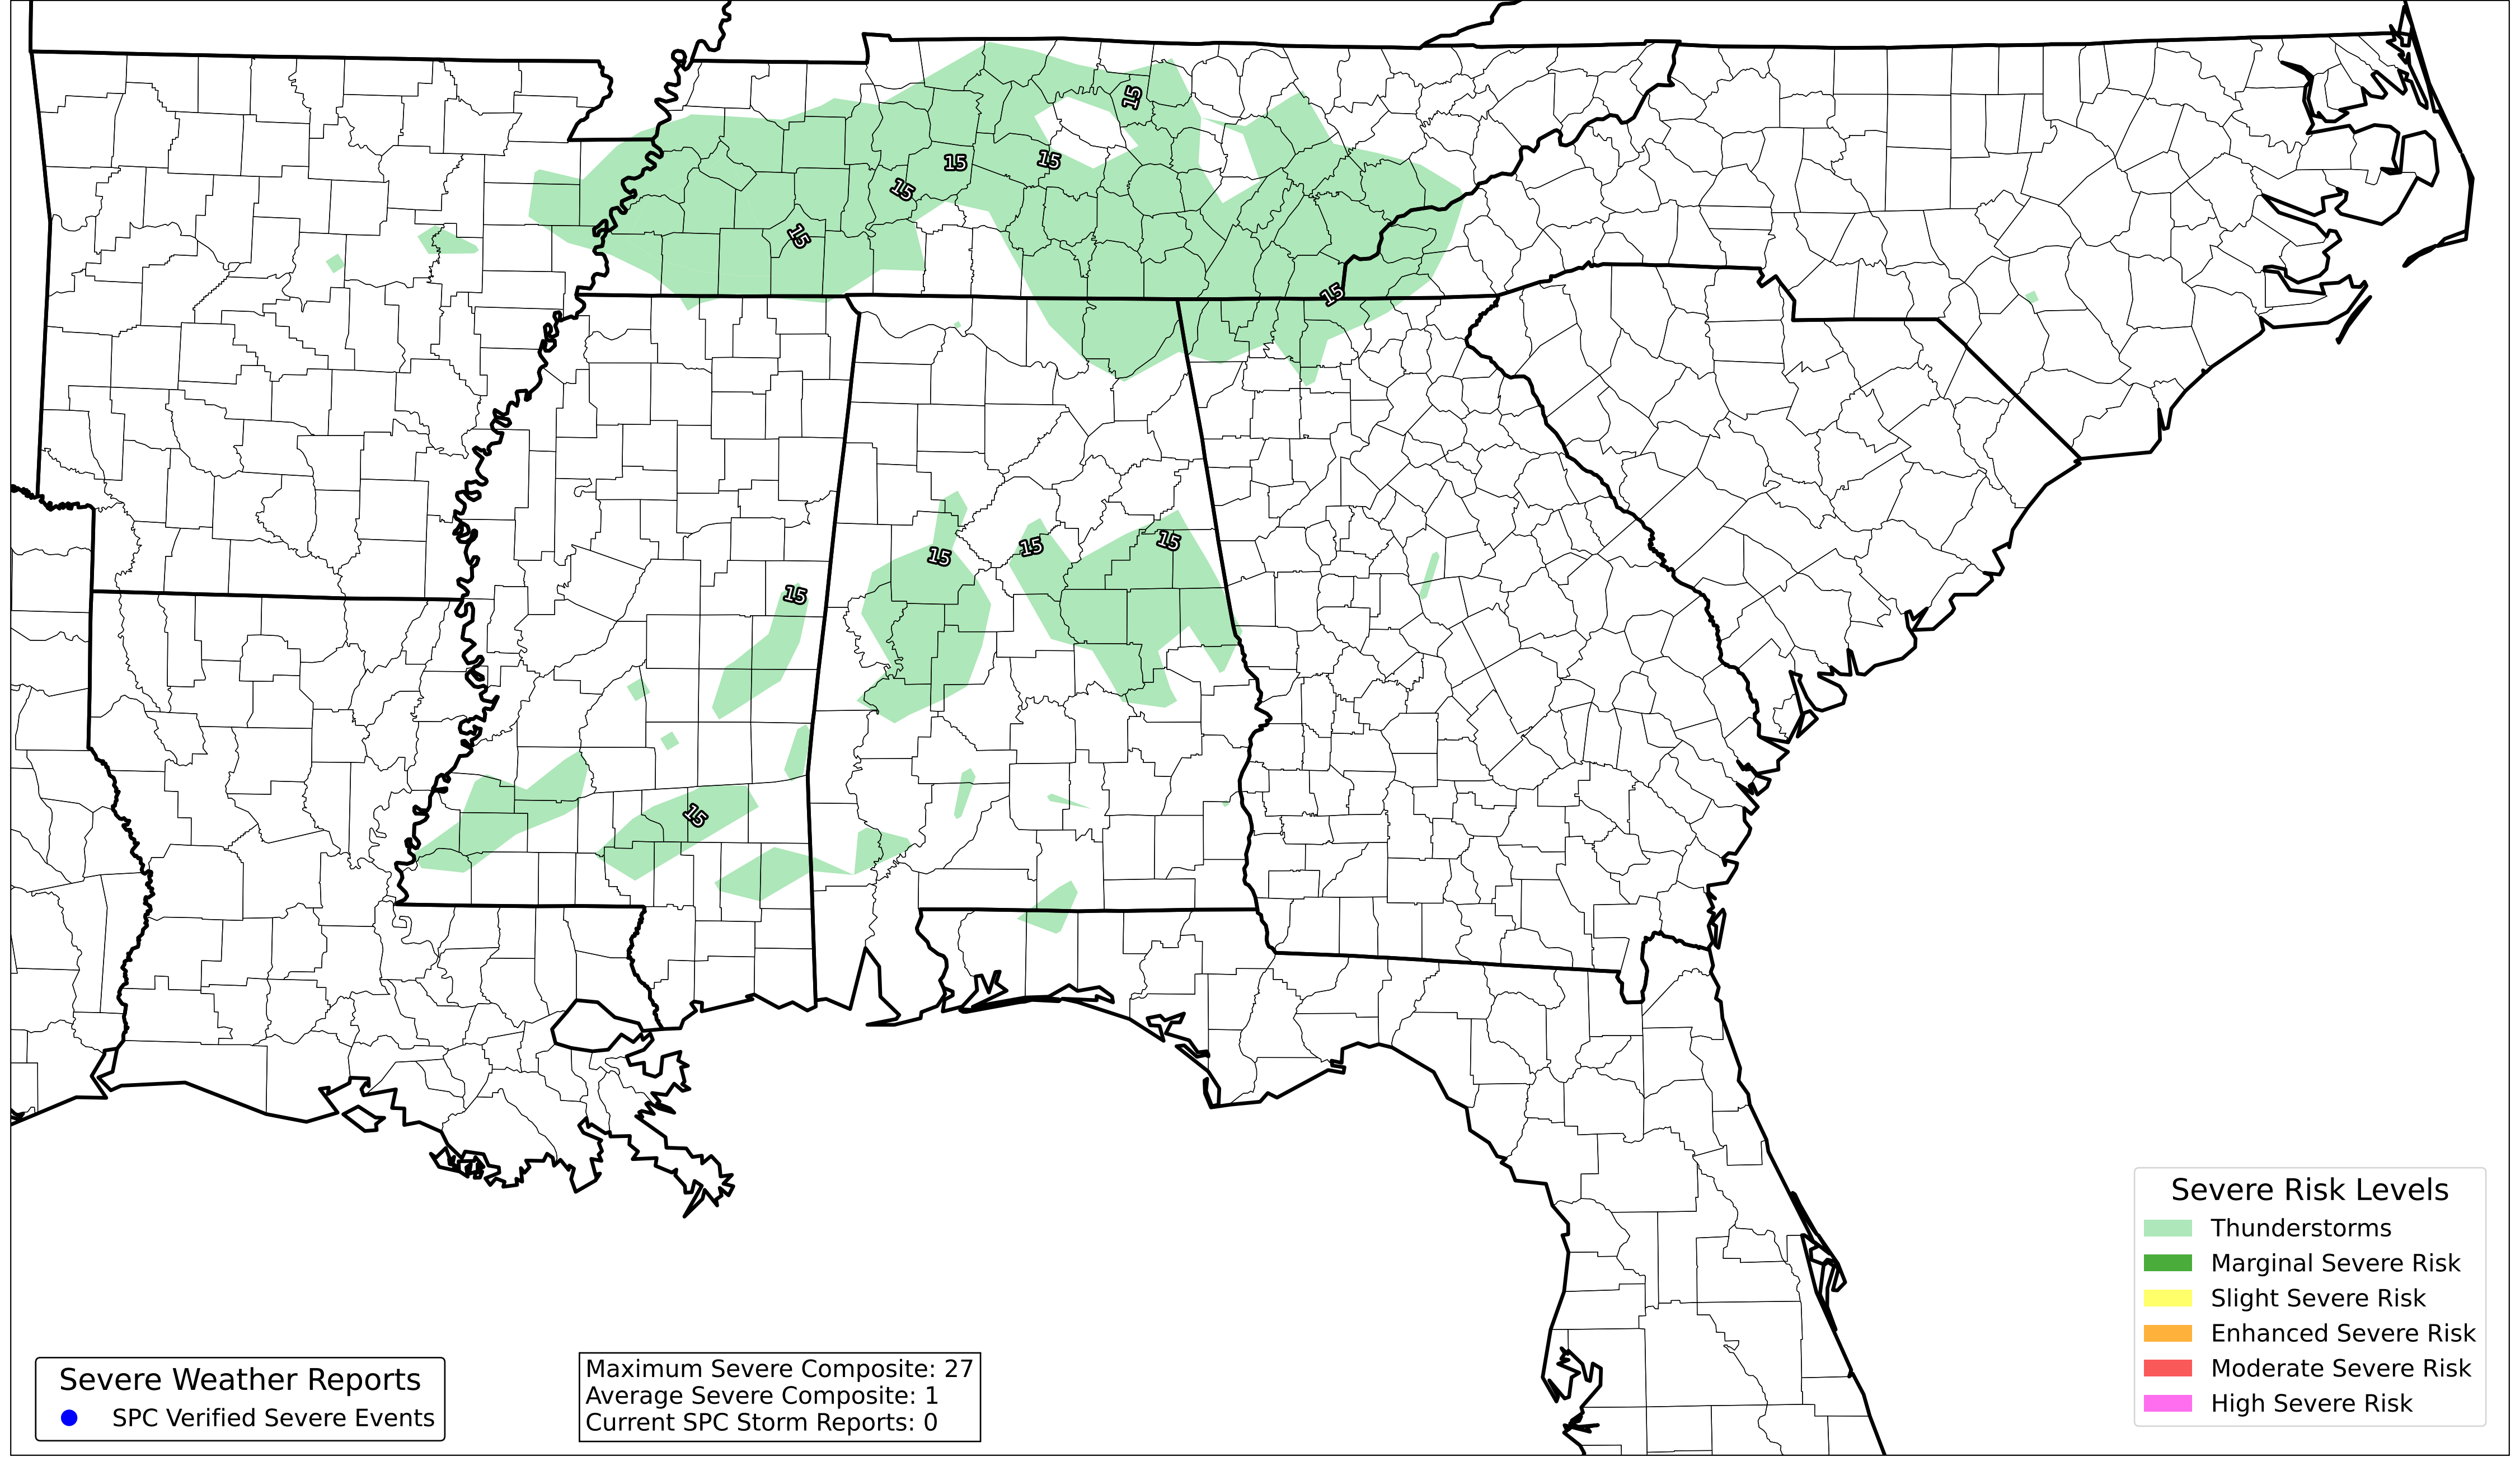 15
15
15
15
15
15
15
15
15
15
15
Severe Risk Levels
Thunderstorms
Marginal Severe Risk
Slight Severe Risk
Enhanced Severe Risk
Moderate Severe Risk
High Severe Risk
Severe Weather Reports
SPC Verified Severe Events
Maximum Severe Composite: 27
Average Severe Composite: 1
Current SPC Storm Reports: 0